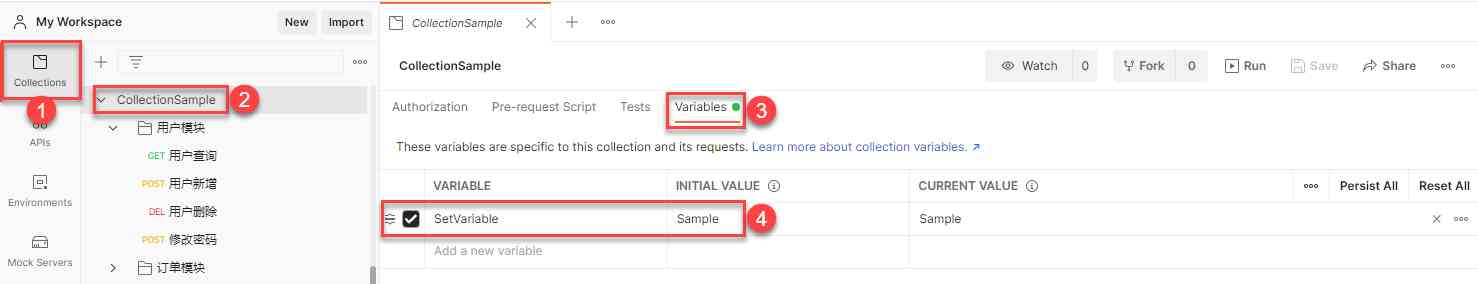 My Workspace
New
Import
CollectionSample
Collections
1
CollectionSample
2
APIs
用户模块
GET 用户查询
POST 用户新增
Environments
DEL 用户删除
POST 修改密码
Mock Servers
订单模块
CollectionSample
Watch 0
Fork 0
Run
Save
Share
Authorization
Pre-request Script
Tests
Variables
3
These variables are specific to this collection and its requests. Learn more about collection variables. ↗
VARIABLE
INITIAL VALUE
CURRENT VALUE
Persist All
Reset All
SetVariable
Sample
4
Sample
Add a new variable